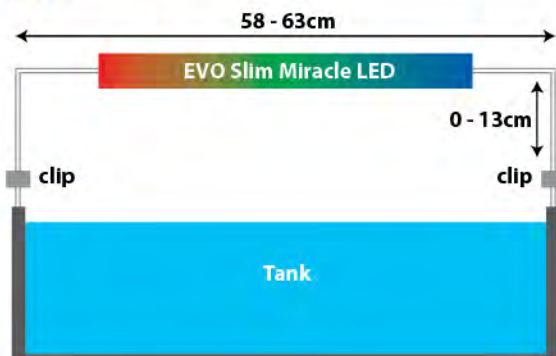 58 - 63cm
EVO Slim Miracle LED
0 - 13cm
clip
clip
Tank